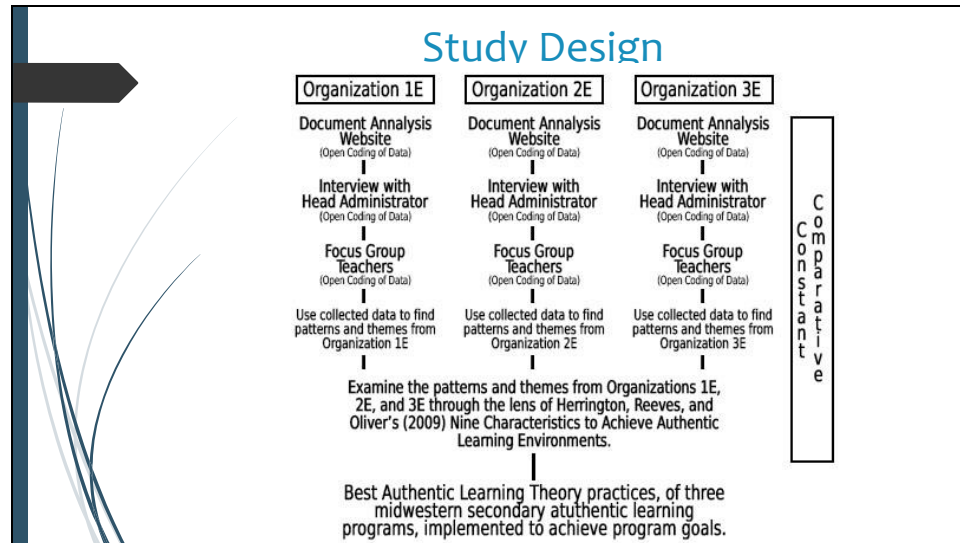 Study Design
Organization 1E
Document Annalysis
Website
(Open Coding of Data)
Interview with
Head Administrator
(Open Coding of Data)
Focus Group
Teachers
(Open Coding of Data)
Use collected data to find
patterns and themes from
Organization 1E
Organization 2E
Document Annalysis
Website
(Open Coding of Data)
Interview with
Head Administrator
(Open Coding of Data)
Focus Group
Teachers
(Open Coding of Data)
Use collected data to find
patterns and themes from
Organization 2E
Organization 3E
Document Annalysis
Website
(Open Coding of Data)
Interview with
Head Administrator
(Open Coding of Data)
Focus Group
Teachers
(Open Coding of Data)
Use collected data to find
patterns and themes from
Organization 3E
Examine the patterns and themes from Organizations 1E,
2E, and 3E through the lens of Herrington, Reeves, and
Oliver's (2009) Nine Characteristics to Achieve Authentic
Learning Environments.
Best Authentic Learning Theory practices, of three
midwestern secondary atuthentic learning
programs, implemented to achieve program goals.
Constant
Comparative